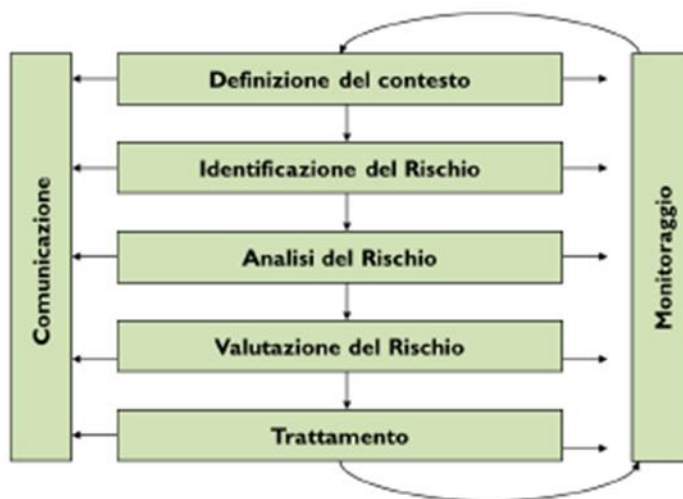 Definizione del contesto
Identificazione del Rischio
Analisi del Rischio
Valutazione del Rischio
Trattamento
Comunicazione
Monitoraggio